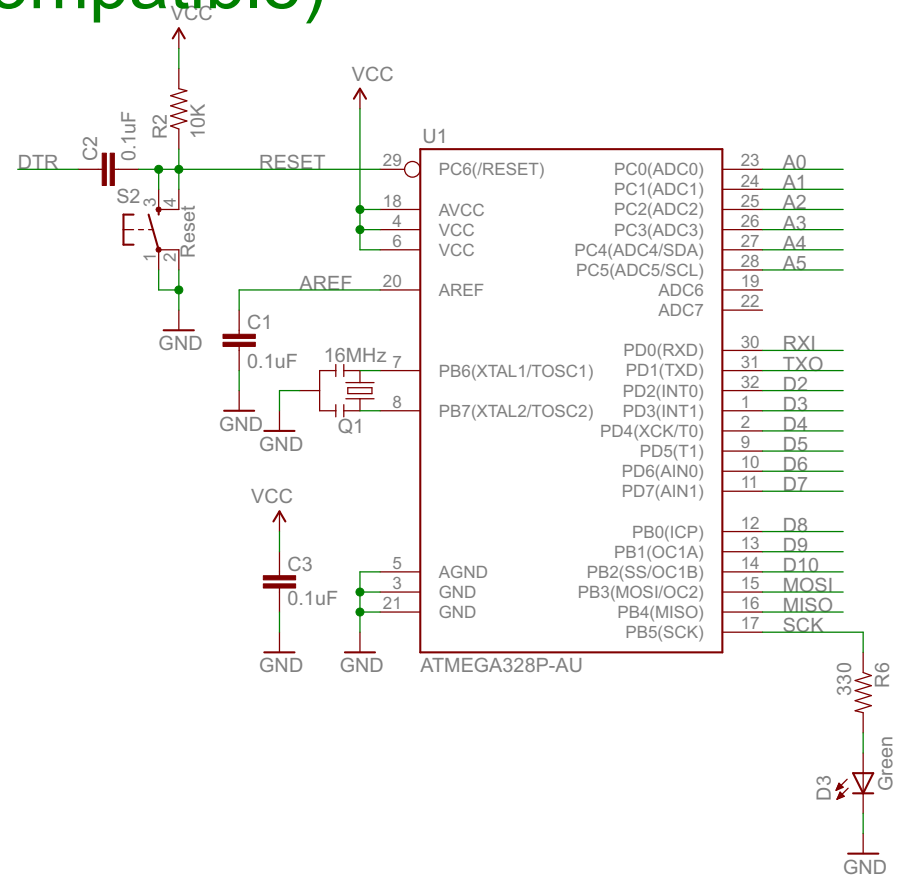 ompatible)
VCC
R2
10K
C2
0.1uF
DTR
RESET
S2
3
4
Reset
1
2
GND
VCC
U1
29
PC6(/RESET)
18
AVCC
4
VCC
6
VCC
AREF
20
AREF
C1
0.1uF
GND
16MHz
7
PB6(XTAL1/TOSC1)
8
PB7(XTAL2/TOSC2)
Q1
GND
VCC
C3
0.1uF
GND
5
AGND
3
GND
21
GND
GND
ATMEGA328P-AU
PC0(ADC0)
23
A0
PC1(ADC1)
24
A1
PC2(ADC2)
25
A2
PC3(ADC3)
26
A3
PC4(ADC4/SDA)
27
A4
PC5(ADC5/SCL)
28
A5
ADC6
19
ADC7
22
PD0(RXD)
30
RXI
PD1(TXD)
31
TXO
PD2(INT0)
32
D2
PD3(INT1)
1
D3
PD4(XCK/T0)
2
D4
PD5(T1)
9
D5
PD6(AIN0)
10
D6
PD7(AIN1)
11
D7
PB0(ICP)
12
D8
PB1(OC1A)
13
D9
PB2(SS/OC1B)
14
D10
PB3(MOSI/OC2)
15
MOSI
PB4(MISO)
16
MISO
PB5(SCK)
17
SCK
330
R6
D3
Green
GND